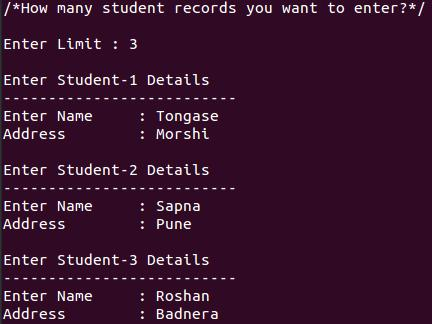 /*How many student records you want to enter?*/
Enter Limit : 3
Enter Student-1 Details
--------------------------
Enter Name     : Tongase
Address        : Morshi
Enter Student-2 Details
--------------------------
Enter Name     : Sapna
Address        : Pune
Enter Student-3 Details
--------------------------
Enter Name     : Roshan
Address        : Badnera